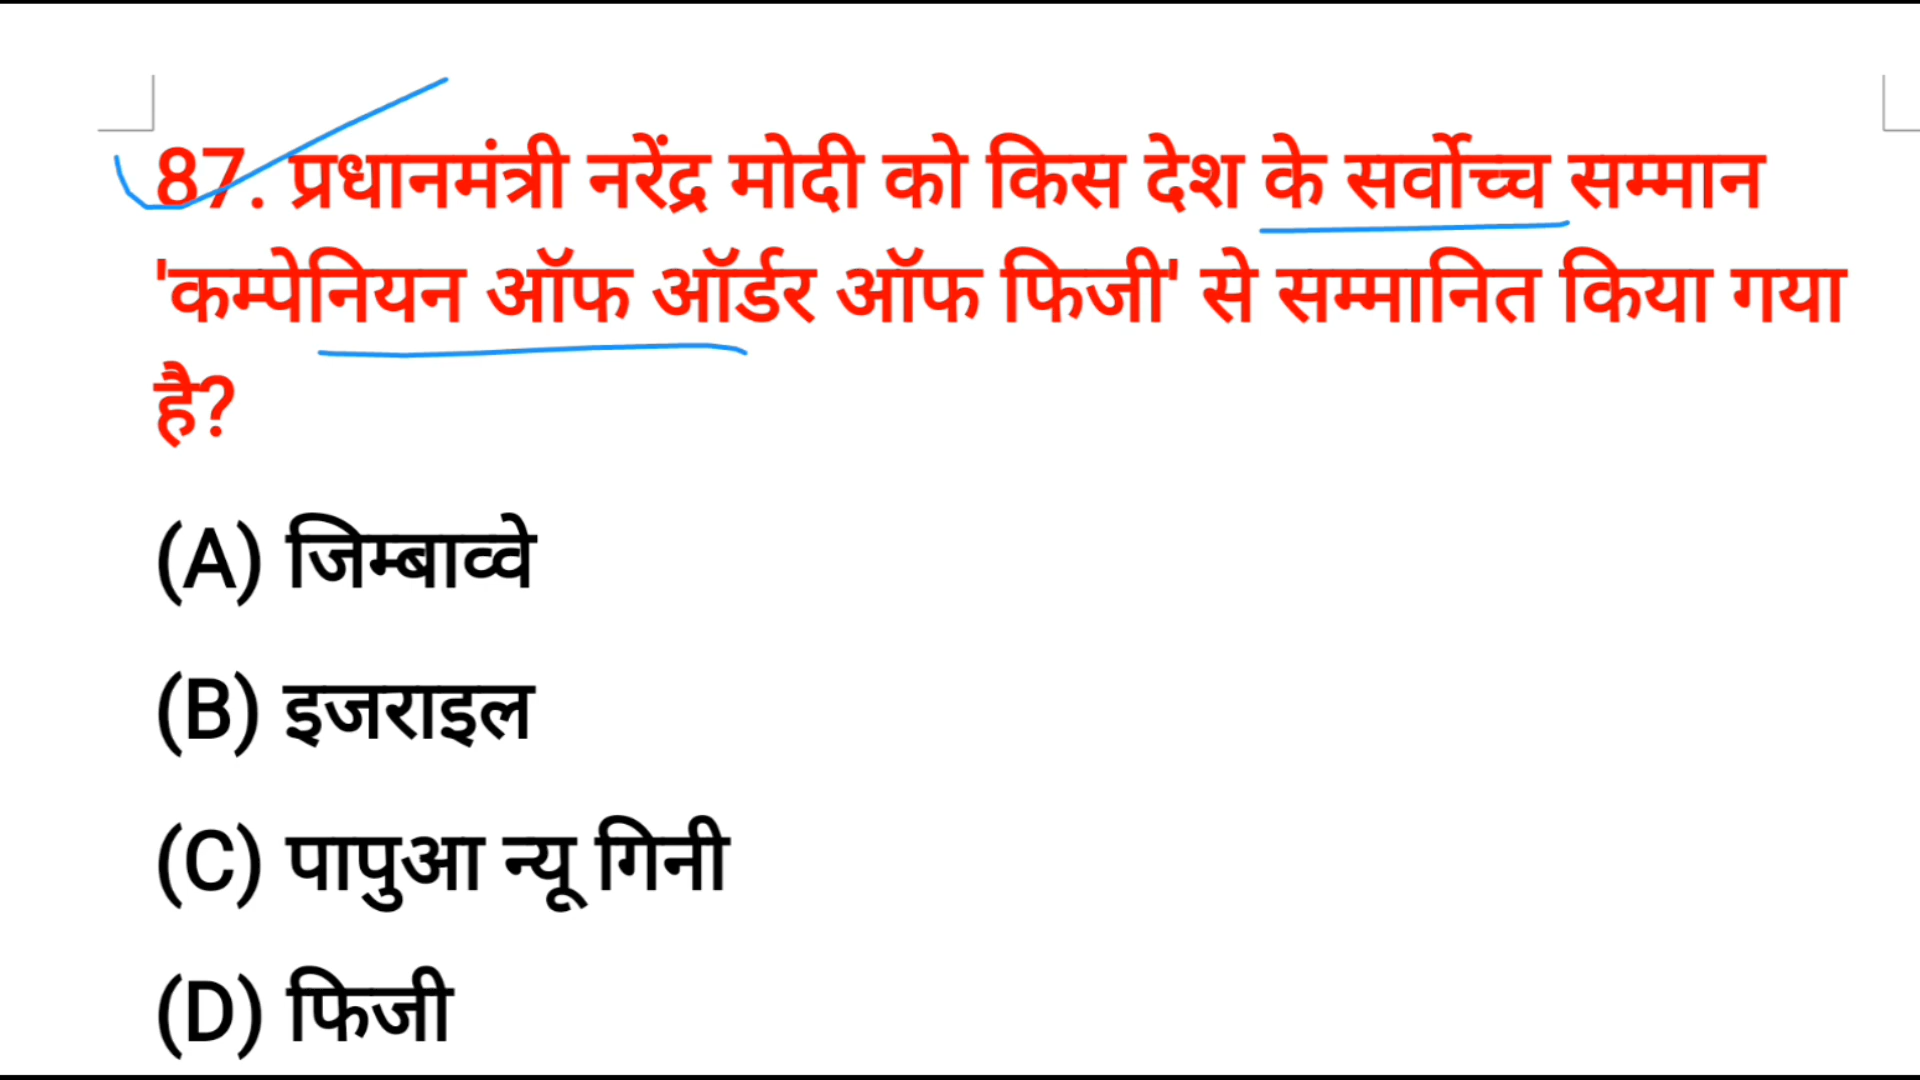 87. प्रधानमंत्री नरेंद्र मोदी को किस देश के सर्वोच्च सम्मान
'कम्पेनियन ऑफ ऑर्डर ऑफ फिजी' से सम्मानित किया गया
है?
(A) जिम्बाव्वे
(B) इजराइल
(C) पापुआ न्यू गिनी
(D) फिजी